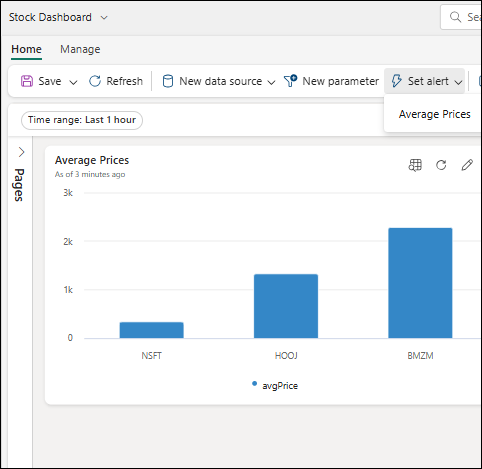 Stock Dashboard
Sea
Home Manage
Save Refresh New data source New parameter Set alert
Average Prices
Time range: Last 1 hour
Pages
Average Prices
As of 3 minutes ago
3k
2k
1k
0
NSFT HOOJ BMZM
avgPrice